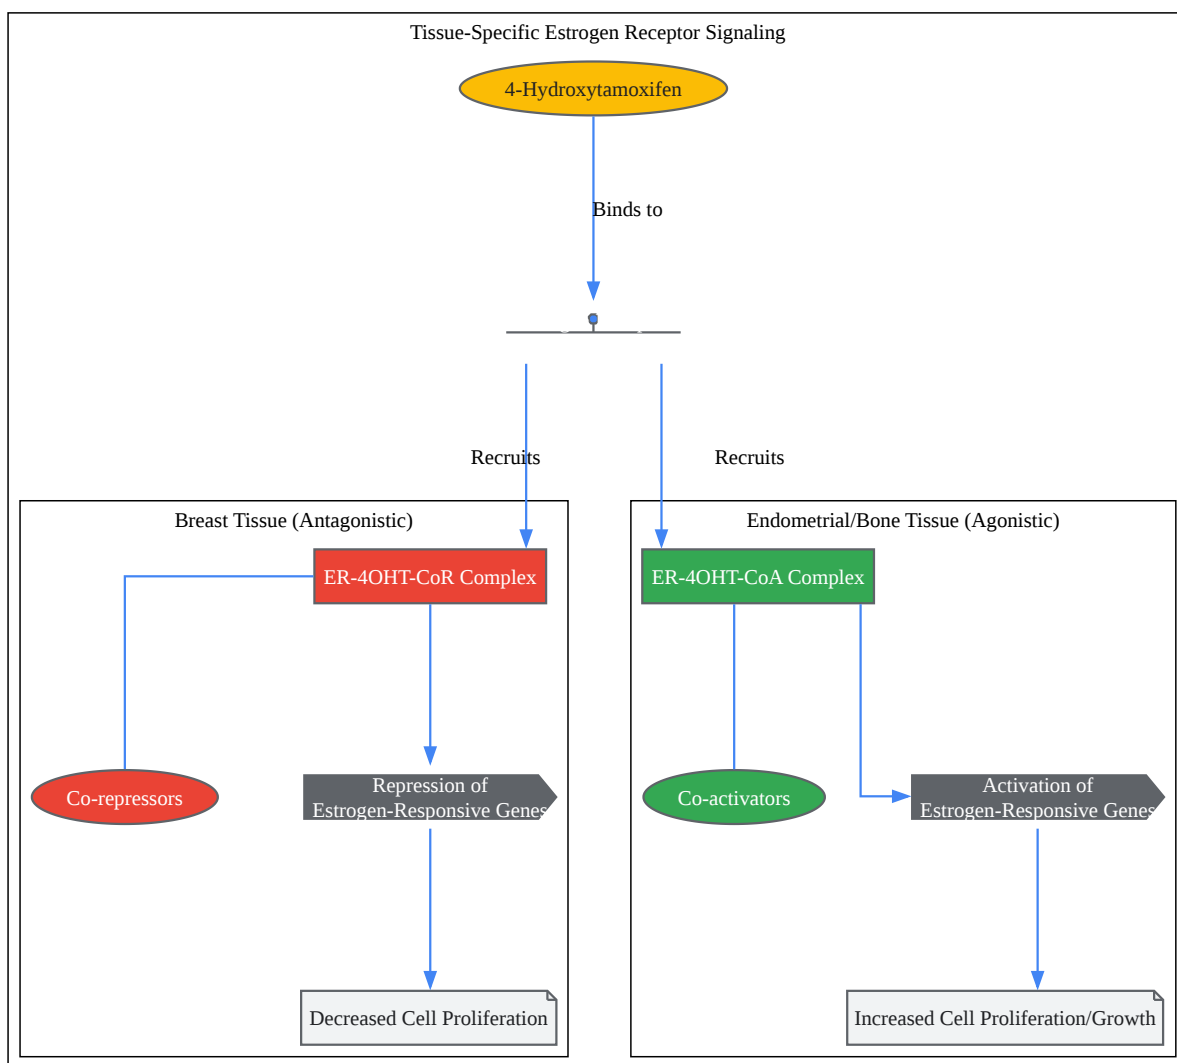 Tissue-Specific Estrogen Receptor Signaling
4-Hydroxytamoxifen
Binds to
Recruits
Recruits
Breast Tissue (Antagonistic)
ER-4OHT-CoR Complex
Co-repressors
Repression of
Estrogen-Responsive Genes
Decreased Cell Proliferation
Endometrial/Bone Tissue (Agonistic)
ER-4OHT-CoA Complex
Co-activators
Activation of
Estrogen-Responsive Genes
Increased Cell Proliferation/Growth